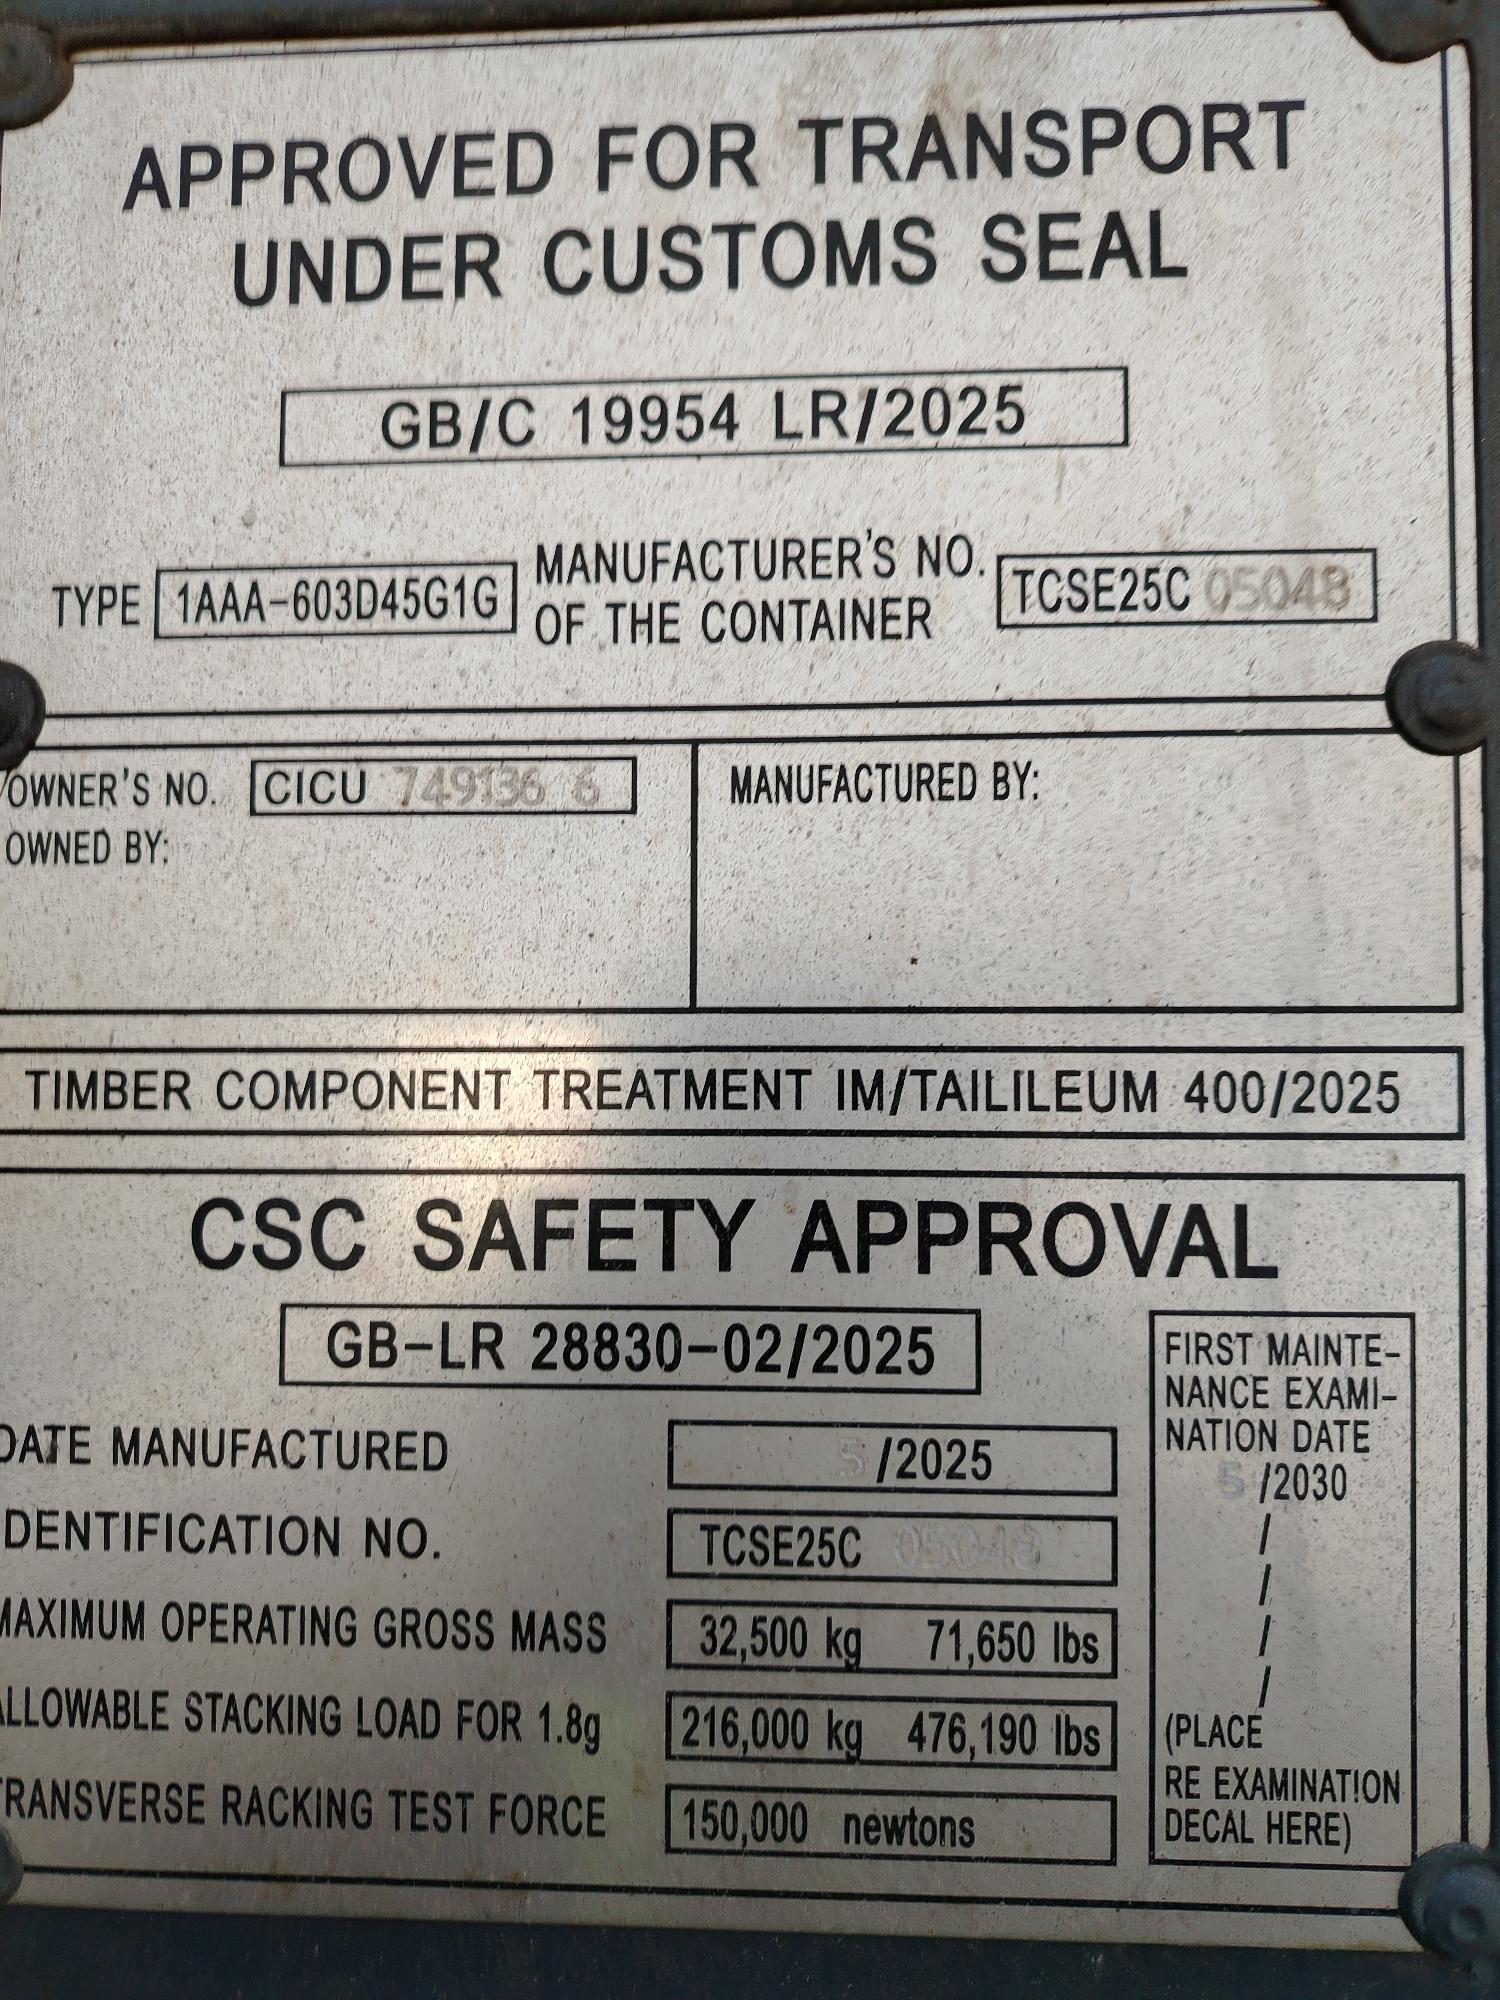 APPROVED FOR TRANSPORT
UNDER CUSTOMS SEAL
GB/C 19954 LR/2025
TYPE 1AAA-603D45G1G
MANUFACTURER'S NO.
OF THE CONTAINER
TCSE25C 05048
OWNER'S NO. CICU 749136 6
OWNED BY:
MANUFACTURED BY:
TIMBER COMPONENT TREATMENT IM/TAILILEUM 400/2025
CSC SAFETY APPROVAL
GB-LR 28830-02/2025
DATE MANUFACTURED 5 /2025
IDENTIFICATION NO. TCSE25C 05048
MAXIMUM OPERATING GROSS MASS 32,500 kg 71,650 lbs
ALLOWABLE STACKING LOAD FOR 1.8g 216,000 kg 476,190 lbs
TRANSVERSE RACKING TEST FORCE 150,000 newtons
FIRST MAINTE-
NANCE EXAMI-
NATION DATE
5 /2030
/
/
/
/
(PLACE
RE EXAMINATION
DECAL HERE)